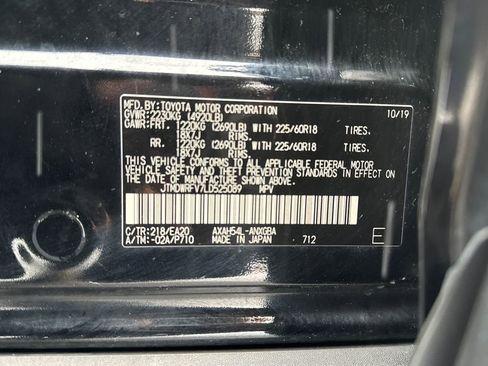 MFD. BY: TOYOTA MOTOR CORPORATION 10/19
GVWR: 2230KG (4920LB)
GAWR: FRT. 1220KG (2690LB) WITH 225/60R18 TIRES.
18X7J RIMS.
RR. 1220KG (2690LB) WITH 225/60R18 TIRES.
18X7J RIMS.
THIS VEHICLE CONFORMS TO ALL APPLICABLE FEDERAL MOTOR
VEHICLE SAFETY AND THEFT PREVENTION STANDARDS IN EFFECT
ON THE DATE OF MANUFACTURE SHOWN ABOVE.
JTMDWRFV7LD525089 MPV
C/TR: 218/EA20 AXAH54L-ANXGBA
A/TM: -02A/P710 MADE IN JAPAN 712 E